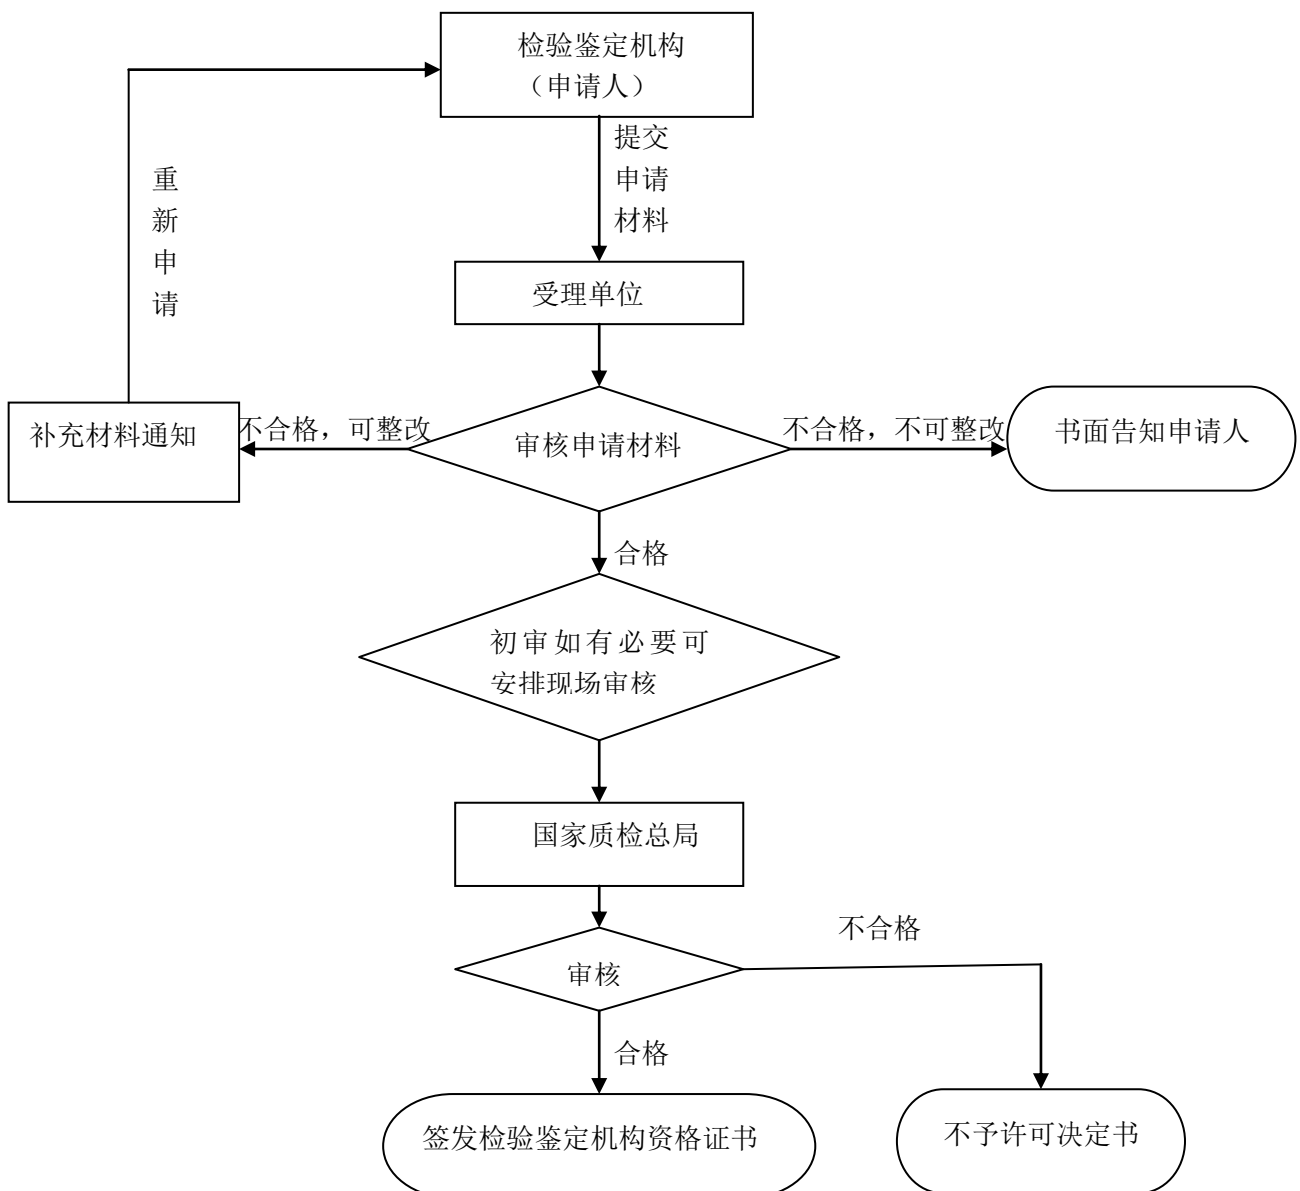 检验鉴定机构
（申请人）
提交
申请
材料
重
新
申
请
受理单位
补充材料通知
不合格，可整改
审核申请材料
不合格，不可整改
书面告知申请人
合格
初审如有必要可
安排现场审核
国家质检总局
不合格
审核
合格
签发检验鉴定机构资格证书
不予许可决定书